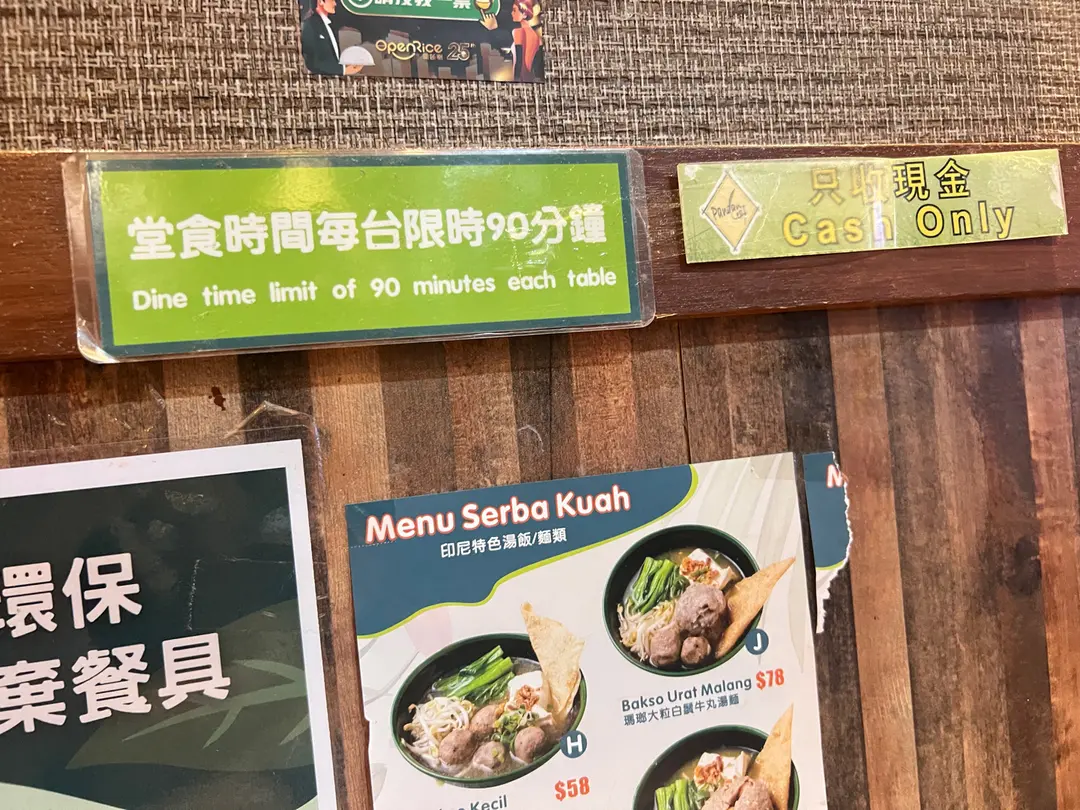 OpenRice 25
堂食時間每台限時90分鐘
Dine time limit of 90 minutes each table
只收現金
Cash Only
環保
棄餐具
Menu Serba Kuah
印尼特色湯飯/麵類
J
Bakso Urat Malang $78
瑪瑯大粒白飄牛丸湯麵
H
Kecil
$58